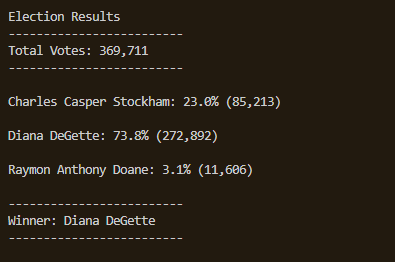 Election Results
-------------------------
Total Votes: 369,711
-------------------------
Charles Casper Stockham: 23.0% (85,213)
Diana DeGette: 73.8% (272,892)
Raymon Anthony Doane: 3.1% (11,606)
-------------------------
Winner: Diana DeGette
-------------------------